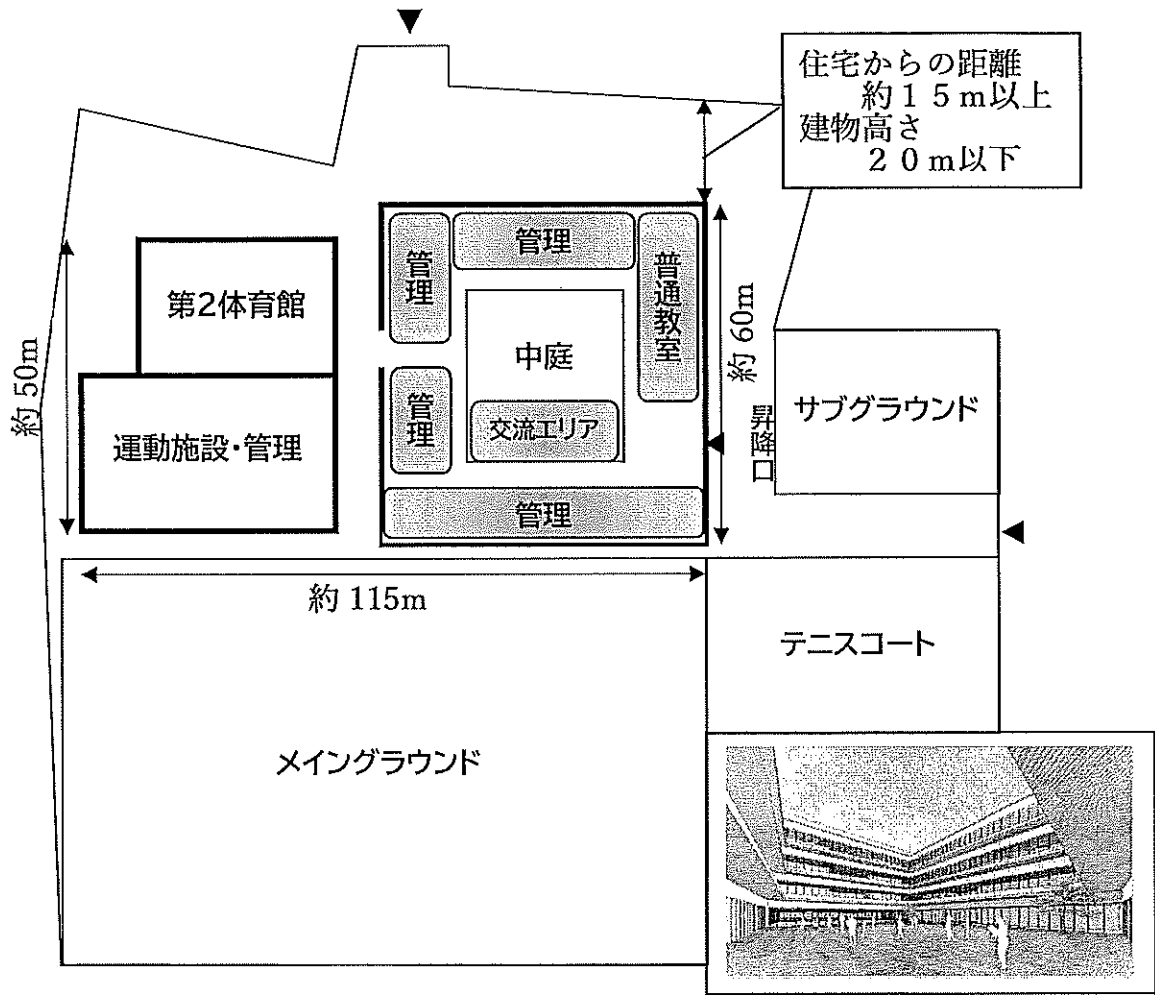 住宅からの距離
約15m以上
建物高さ
20m以下
管理
管理
普通教室
第2体育館
中庭
約50m
約60m
管理
交流エリア
サブグラウンド
運動施設・管理
昇降口
管理
約115m
テニスコート
メイングラウンド